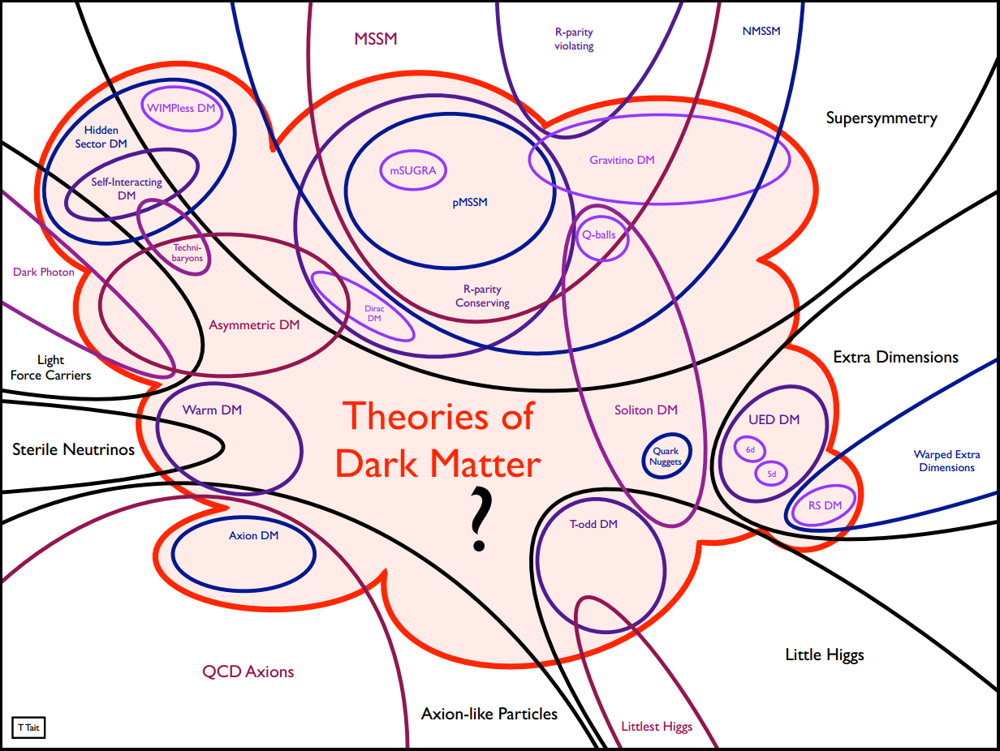 MSSM
R-parity
violating
NMSSM
WIMPless DM
Hidden
Sector DM
Supersymmetry
Gravitino DM
mSUGRA
Self-Interacting
DM
pMSSM
Q-balls
Techni-
baryons
Dark Photon
R-parity
Conserving
Dirac
DM
Asymmetric DM
Light
Force Carriers
Extra Dimensions
Warm DM
Theories of
Dark Matter
?
Soliton DM
UED DM
Sterile Neutrinos
Quark
Nuggets
6d
5d
Warped Extra
Dimensions
RS DM
T-odd DM
Axion DM
Little Higgs
QCD Axions
Axion-like Particles
Littlest Higgs
T Tait